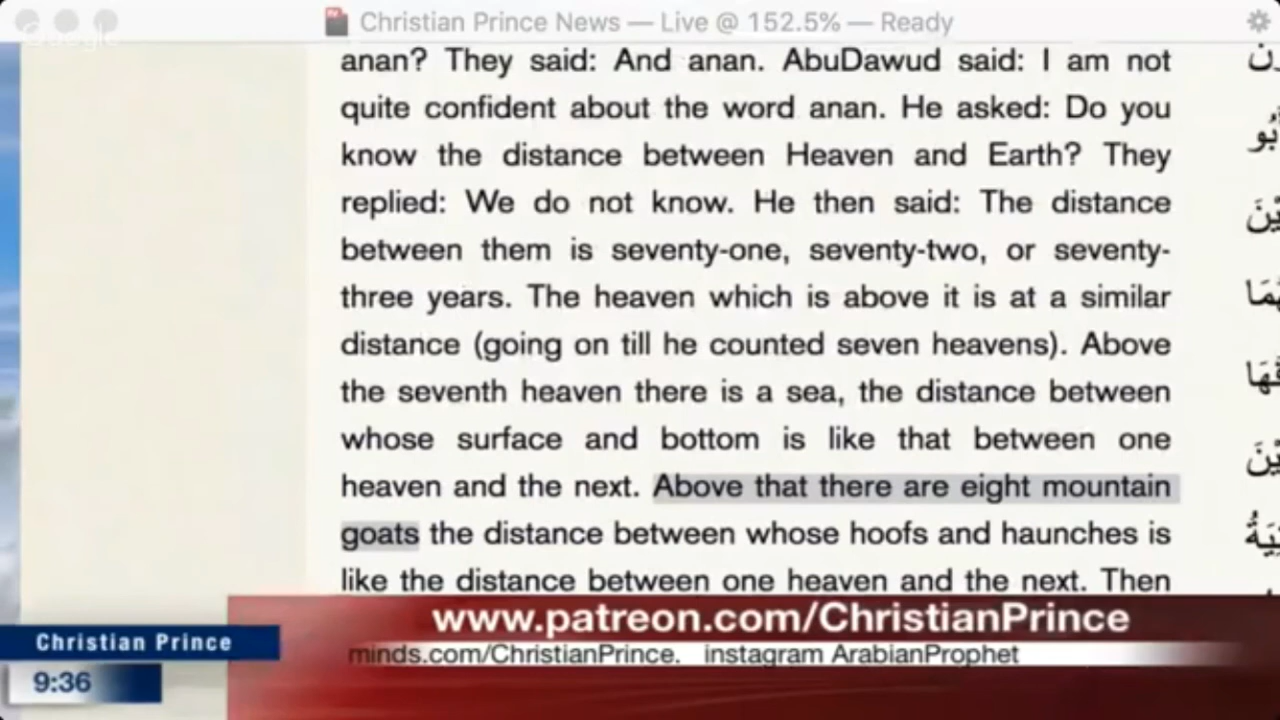 Christian Prince News — Live @ 152.5% — Ready
anan? They said: And anan. AbuDawud said: I am not
quite confident about the word anan. He asked: Do you
know the distance between Heaven and Earth? They
replied: We do not know. He then said: The distance
between them is seventy-one, seventy-two, or seventy-
three years. The heaven which is above it is at a similar
distance (going on till he counted seven heavens). Above
the seventh heaven there is a sea, the distance between
whose surface and bottom is like that between one
heaven and the next. Above that there are eight mountain
goats the distance between whose hoofs and haunches is
like the distance between one heaven and the next. Then
www.patreon.com/ChristianPrince
Christian Prince
minds.com/ChristianPrince. instagram ArabianProphet
9:36